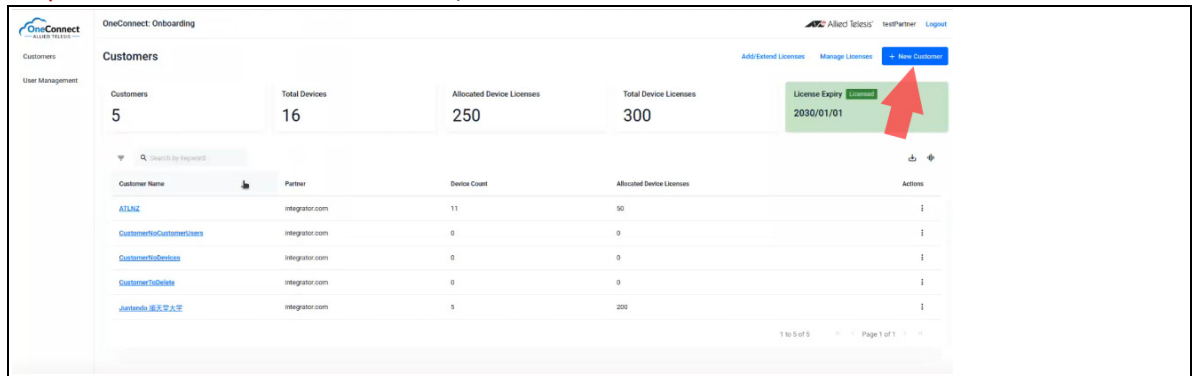 OneConnect
ALLIED TELESIS
OneConnect: Onboarding
Allied Telesis
testPartner
Logout
Customers
User Management
Customers
Add/Extend Licenses
Manage Licenses
+ New Customer
Customers
5
Total Devices
16
Allocated Device Licenses
250
Total Device Licenses
300
License Expiry Licensed
2030/01/01
Search by keyword
Customer Name Partner Device Count Allocated Device Licenses Actions
ATLNZ integrator.com 11 50
CustomerNoCustomerUsers integrator.com 0 0
CustomerNoDevices integrator.com 0 0
CustomerToDelete integrator.com 0 0
Juntendo 順天堂大学 integrator.com 5 200
1 to 5 of 5 Page 1 of 1